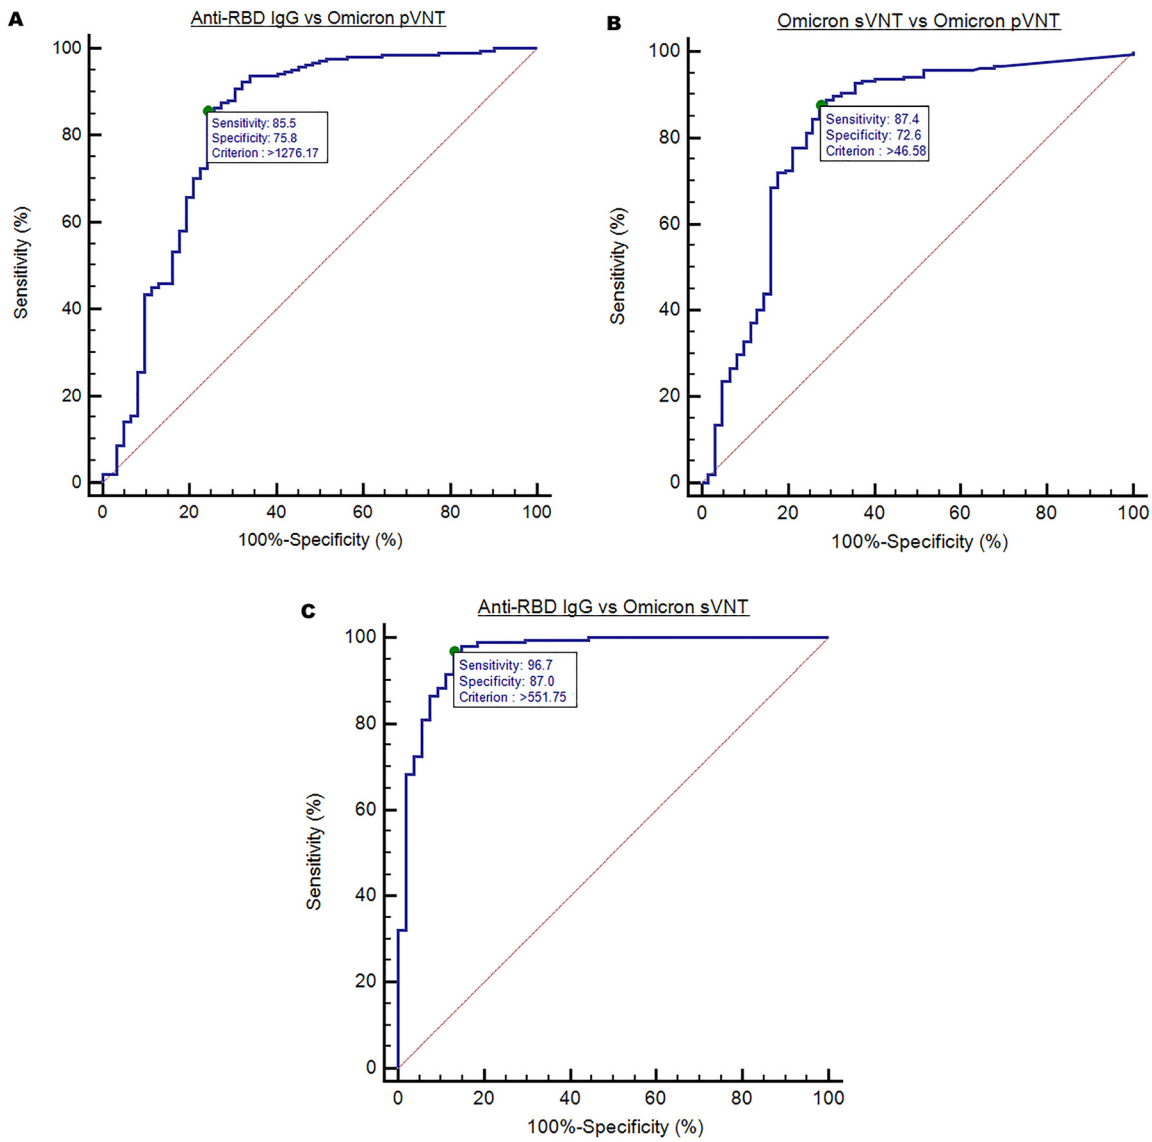 A
Anti-RBD IgG vs Omicron pVNT
100
80
60
40
20
0
Sensitivity (%)
Sensitivity: 85.5
Specificity: 75.8
Criterion : >1276.17
0 20 40 60 80 100
100%-Specificity (%)
B
Omicron sVNT vs Omicron pVNT
100
80
60
40
20
0
Sensitivity (%)
Sensitivity: 87.4
Specificity: 72.6
Criterion : >46.58
0 20 40 60 80 100
100%-Specificity (%)
C
Anti-RBD IgG vs Omicron sVNT
100
80
60
40
20
0
Sensitivity (%)
Sensitivity: 96.7
Specificity: 87.0
Criterion : >551.75
0 20 40 60 80 100
100%-Specificity (%)